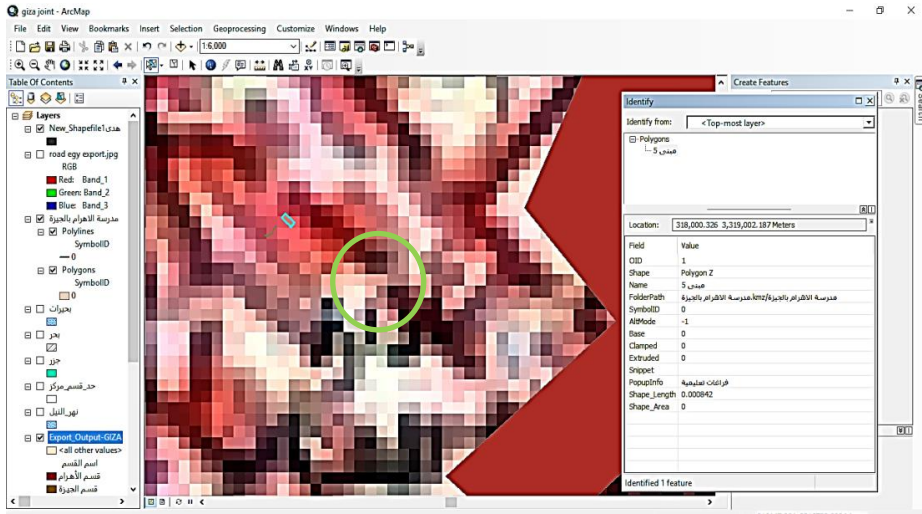 giza joint - ArcMap
File Edit View Bookmarks Insert Selection Geoprocessing Customize Windows Help
1:6,000
Table Of Contents
Create Features
Layers
New_Shapefile1هدى
road egy export.jpg
RGB
Red: Band_1
Green: Band_2
Blue: Band_3
مدرسة الاهرام بالجيزة
Polylines
SymbolID
0
Polygons
SymbolID
0
بحيرات
بحر
جزر
حد_قسم_مركز
نهر_النيل
Export_Output-GIZA
<all other values>
اسم القسم
قسم الأهرام
قسم الجيزة
Identify
Identify from: <Top-most layer>
Polygons
مبنى 5
Location: 318,000.326 3,319,002.187 Meters
Field Value
OID 1
Shape Polygon Z
Name مبنى 5
FolderPath مدرسة الاهرام بالجيزة.kmz/مدرسة الاهرام بالجيزة
SymbolID 0
AltMode -1
Base 0
Clamped 0
Extruded 0
Snippet
PopupInfo فراغات تعليمية
Shape_Length 0.000842
Shape_Area 0
Identified 1 feature